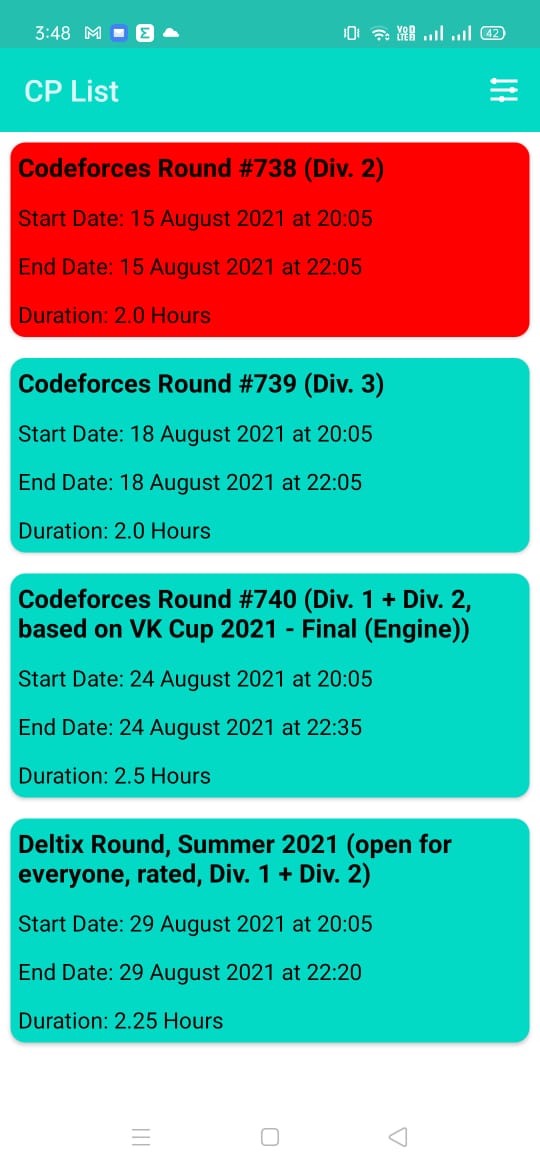 3:48
VoD
LTE
42
CP List
Codeforces Round #738 (Div. 2)
Start Date: 15 August 2021 at 20:05
End Date: 15 August 2021 at 22:05
Duration: 2.0 Hours
Codeforces Round #739 (Div. 3)
Start Date: 18 August 2021 at 20:05
End Date: 18 August 2021 at 22:05
Duration: 2.0 Hours
Codeforces Round #740 (Div. 1 + Div. 2,
based on VK Cup 2021 - Final (Engine))
Start Date: 24 August 2021 at 20:05
End Date: 24 August 2021 at 22:35
Duration: 2.5 Hours
Deltix Round, Summer 2021 (open for
everyone, rated, Div. 1 + Div. 2)
Start Date: 29 August 2021 at 20:05
End Date: 29 August 2021 at 22:20
Duration: 2.25 Hours